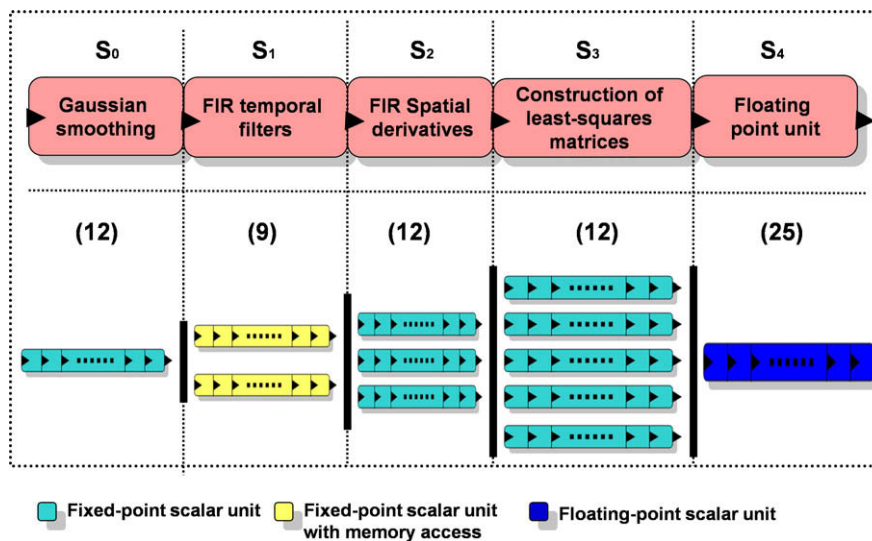 S₀ S₁ S₂ S₃ S₄
Gaussian
smoothing
FIR temporal
filters
FIR Spatial
derivatives
Construction of
least-squares
matrices
Floating
point unit
(12) (9) (12) (12) (25)
Fixed-point scalar unit
Fixed-point scalar unit
with memory access
Floating-point scalar unit